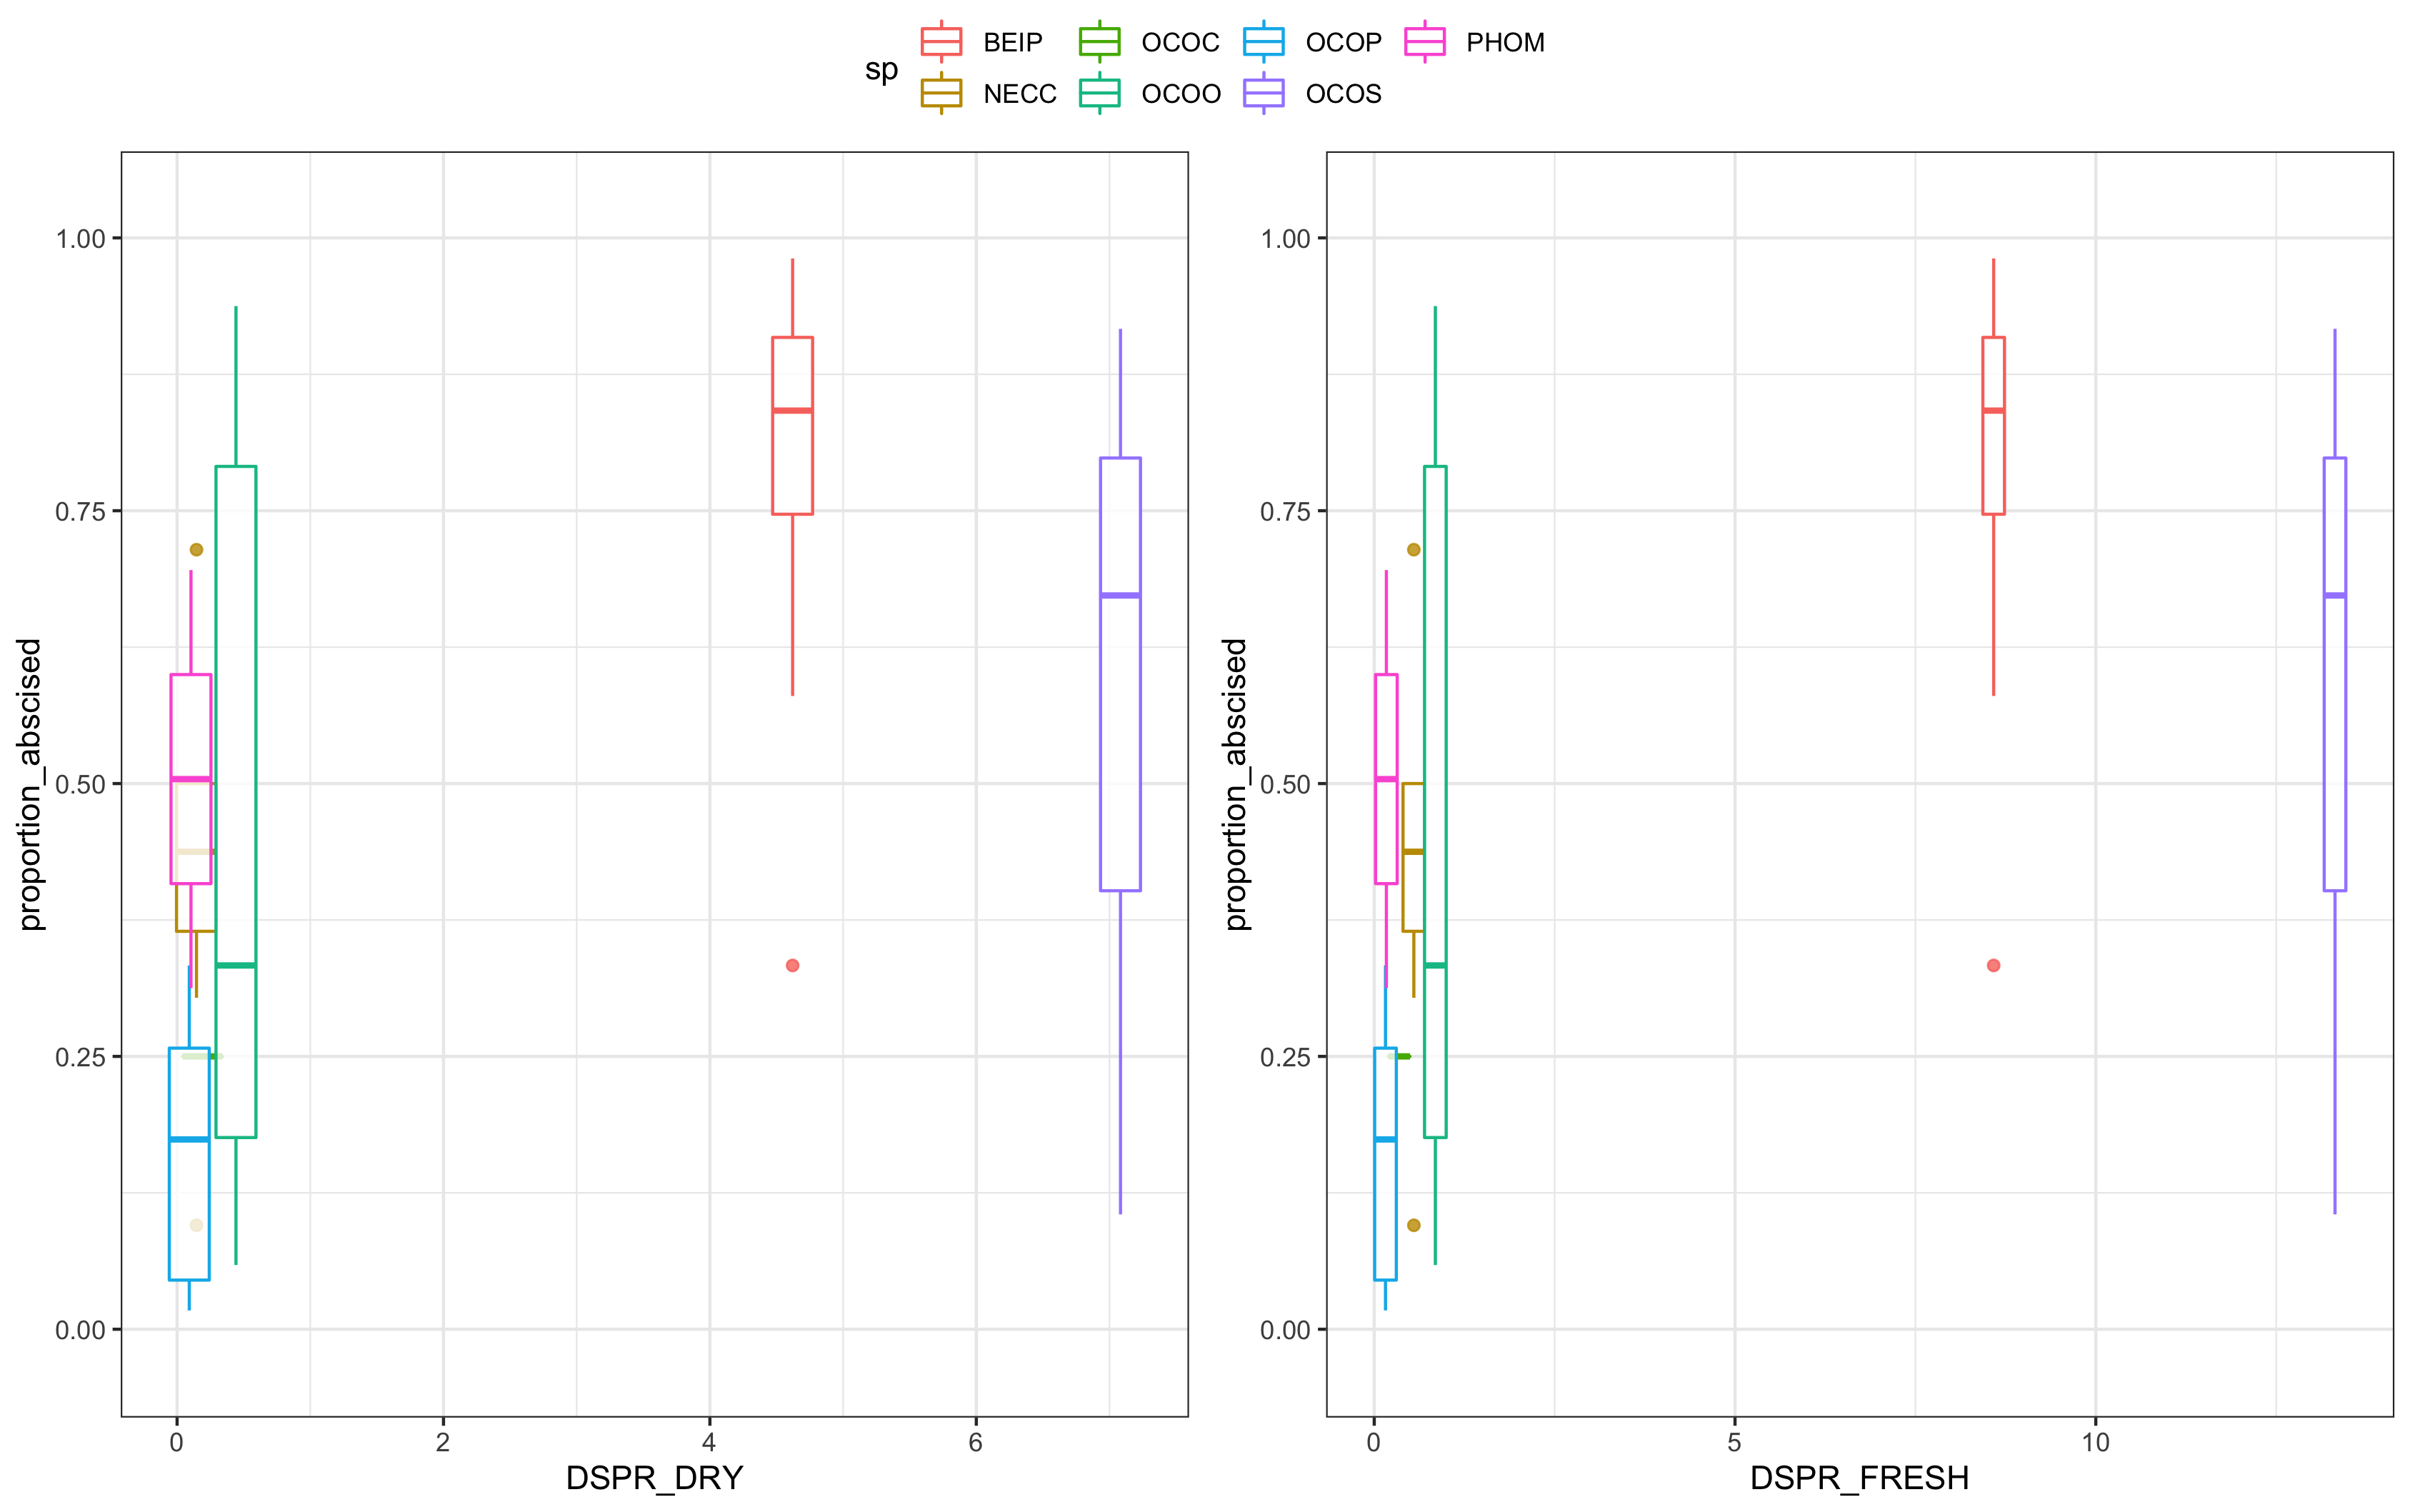 sp
BEIP OCOC OCOP PHOM
NECC OCOO OCOS
proportion_abscised
1.00
0.75
0.50
0.25
0.00
0 2 4 6
DSPR_DRY
proportion_abscised
1.00
0.75
0.50
0.25
0.00
0 5 10
DSPR_FRESH